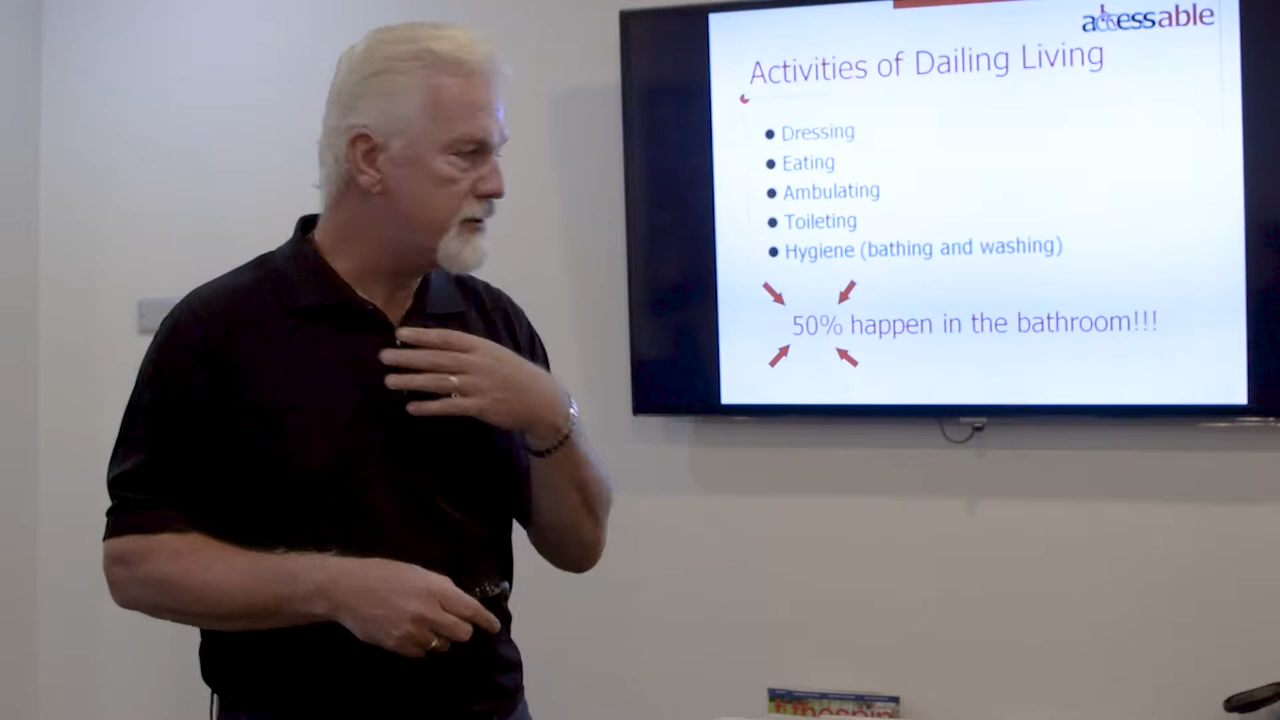 accessable
Activities of Dailing Living
Dressing
Eating
Ambulating
Toileting
Hygiene (bathing and washing)
50% happen in the bathroom!!!